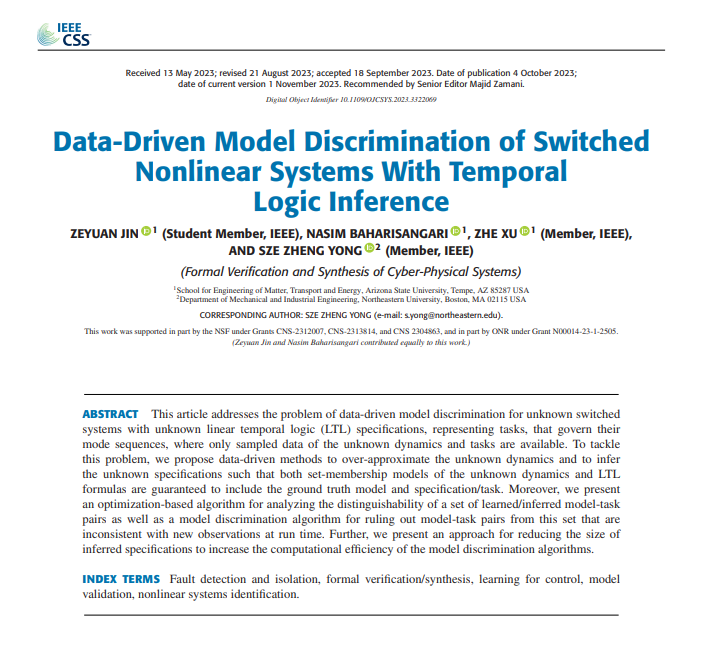 IEEE
CSS
Received 13 May 2023; revised 21 August 2023; accepted 18 September 2023. Date of publication 4 October 2023;
date of current version 1 November 2023. Recommended by Senior Editor Majid Zamani.
Digital Object Identifier 10.1109/OJCSYS.2023.3322069
Data-Driven Model Discrimination of Switched
Nonlinear Systems With Temporal
Logic Inference
ZEYUAN JIN iD 1 (Student Member, IEEE), NASIM BAHARISANGARI iD 1, ZHE XU iD 1 (Member, IEEE),
AND SZE ZHENG YONG iD 2 (Member, IEEE)
(Formal Verification and Synthesis of Cyber-Physical Systems)
1School for Engineering of Matter, Transport and Energy, Arizona State University, Tempe, AZ 85287 USA
2Department of Mechanical and Industrial Engineering, Northeastern University, Boston, MA 02115 USA
CORRESPONDING AUTHOR: SZE ZHENG YONG (e-mail: s.yong@northeastern.edu).
This work was supported in part by the NSF under Grants CNS-2312007, CNS-2313814, and CNS 2304863, and in part by ONR under Grant N00014-23-1-2505.
(Zeyuan Jin and Nasim Baharisangari contributed equally to this work.)
ABSTRACT This article addresses the problem of data-driven model discrimination for unknown switched
systems with unknown linear temporal logic (LTL) specifications, representing tasks, that govern their
mode sequences, where only sampled data of the unknown dynamics and tasks are available. To tackle
this problem, we propose data-driven methods to over-approximate the unknown dynamics and to infer
the unknown specifications such that both set-membership models of the unknown dynamics and LTL
formulas are guaranteed to include the ground truth model and specification/task. Moreover, we present
an optimization-based algorithm for analyzing the distinguishability of a set of learned/inferred model-task
pairs as well as a model discrimination algorithm for ruling out model-task pairs from this set that are
inconsistent with new observations at run time. Further, we present an approach for reducing the size of
inferred specifications to increase the computational efficiency of the model discrimination algorithms.
INDEX TERMS Fault detection and isolation, formal verification/synthesis, learning for control, model
validation, nonlinear systems identification.